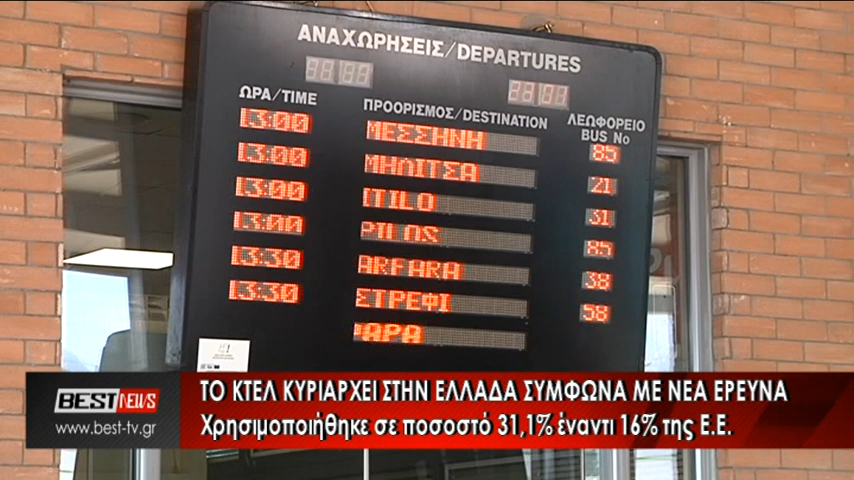 ΑΝΑΧΩΡΗΣΕΙΣ/DEPARTURES
ΩΡΑ/TIME ΠΡΟΟΡΙΣΜΟΣ/DESTINATION ΛΕΩΦΟΡΕΙΟ
BUS No
13:00 ΜΕΣΣΗΝΗ 85
13:00 ΜΗΛΙΤΣΑ 21
13:00 ITILO 31
13:00 PILOS 85
13:30 ARFARA 38
13:30 ΣΤΡΕΦΙ 58
ΨΑΡΑ
BEST NEWS
www.best-tv.gr
ΤΟ ΚΤΕΛ ΚΥΡΙΑΡΧΕΙ ΣΤΗΝ ΕΛΛΑΔΑ ΣΥΜΦΩΝΑ ΜΕ ΝΕΑ ΕΡΕΥΝΑ
Χρησιμοποιήθηκε σε ποσοστό 31,1% έναντι 16% της Ε.Ε.